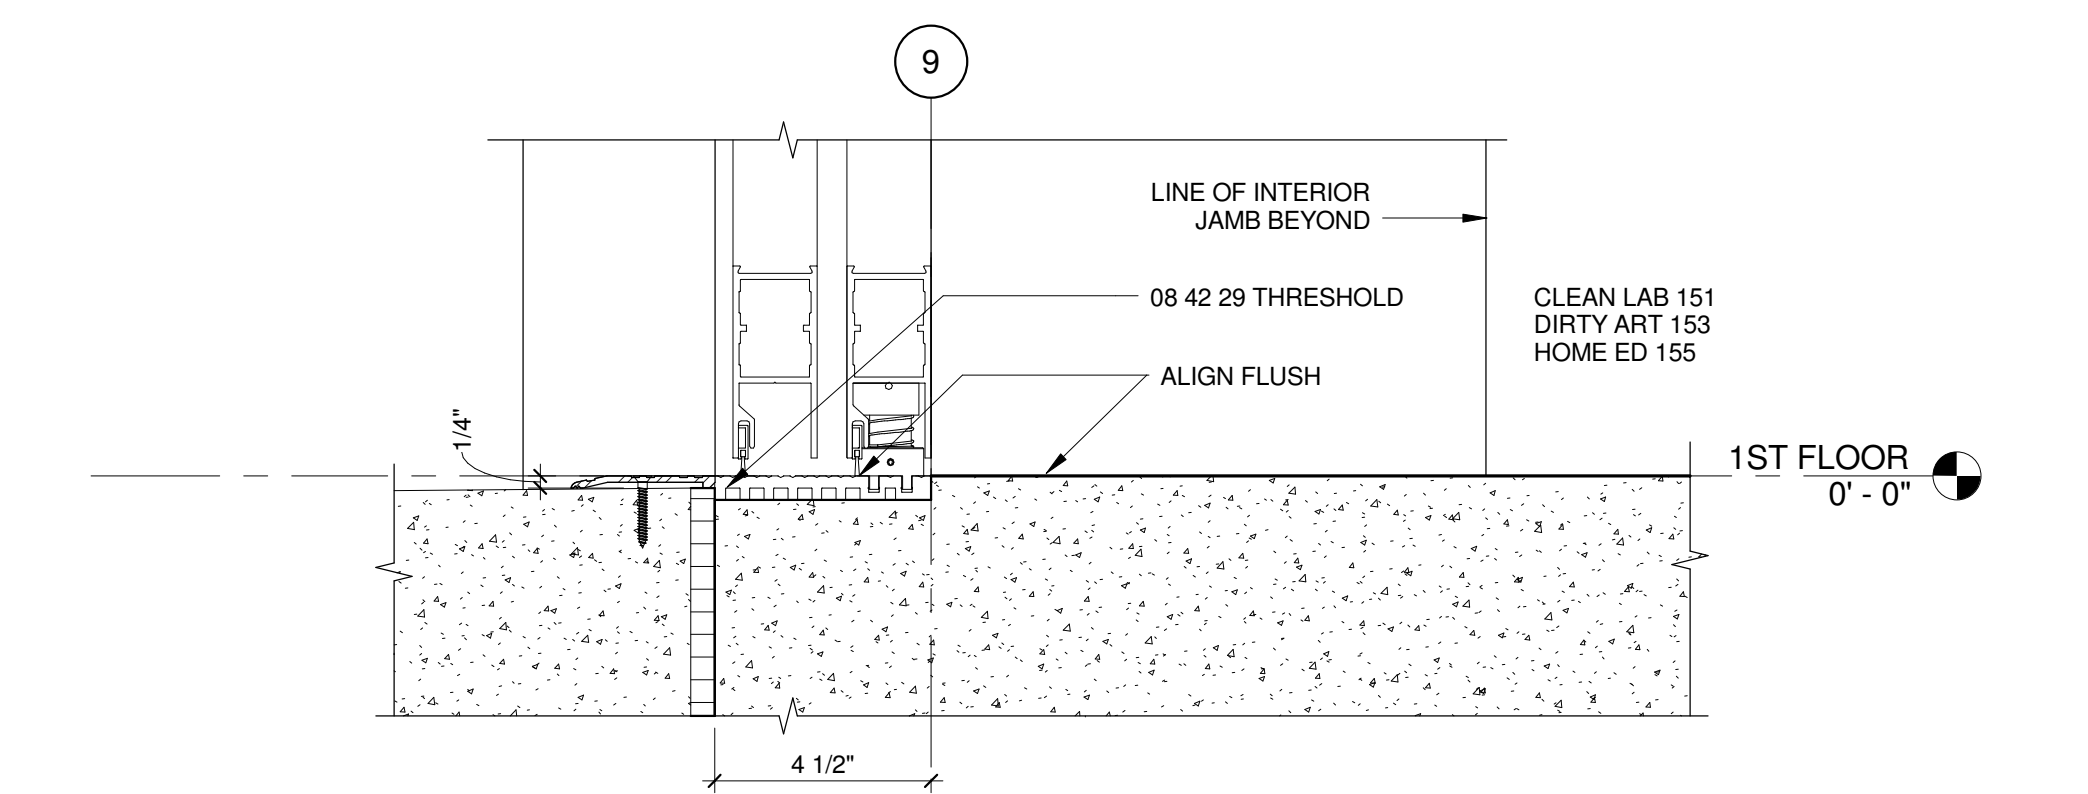 9
LINE OF INTERIOR
JAMB BEYOND
08 42 29 THRESHOLD
CLEAN LAB 151
DIRTY ART 153
HOME ED 155
ALIGN FLUSH
1/4"
1ST FLOOR
0' - 0"
4 1/2"